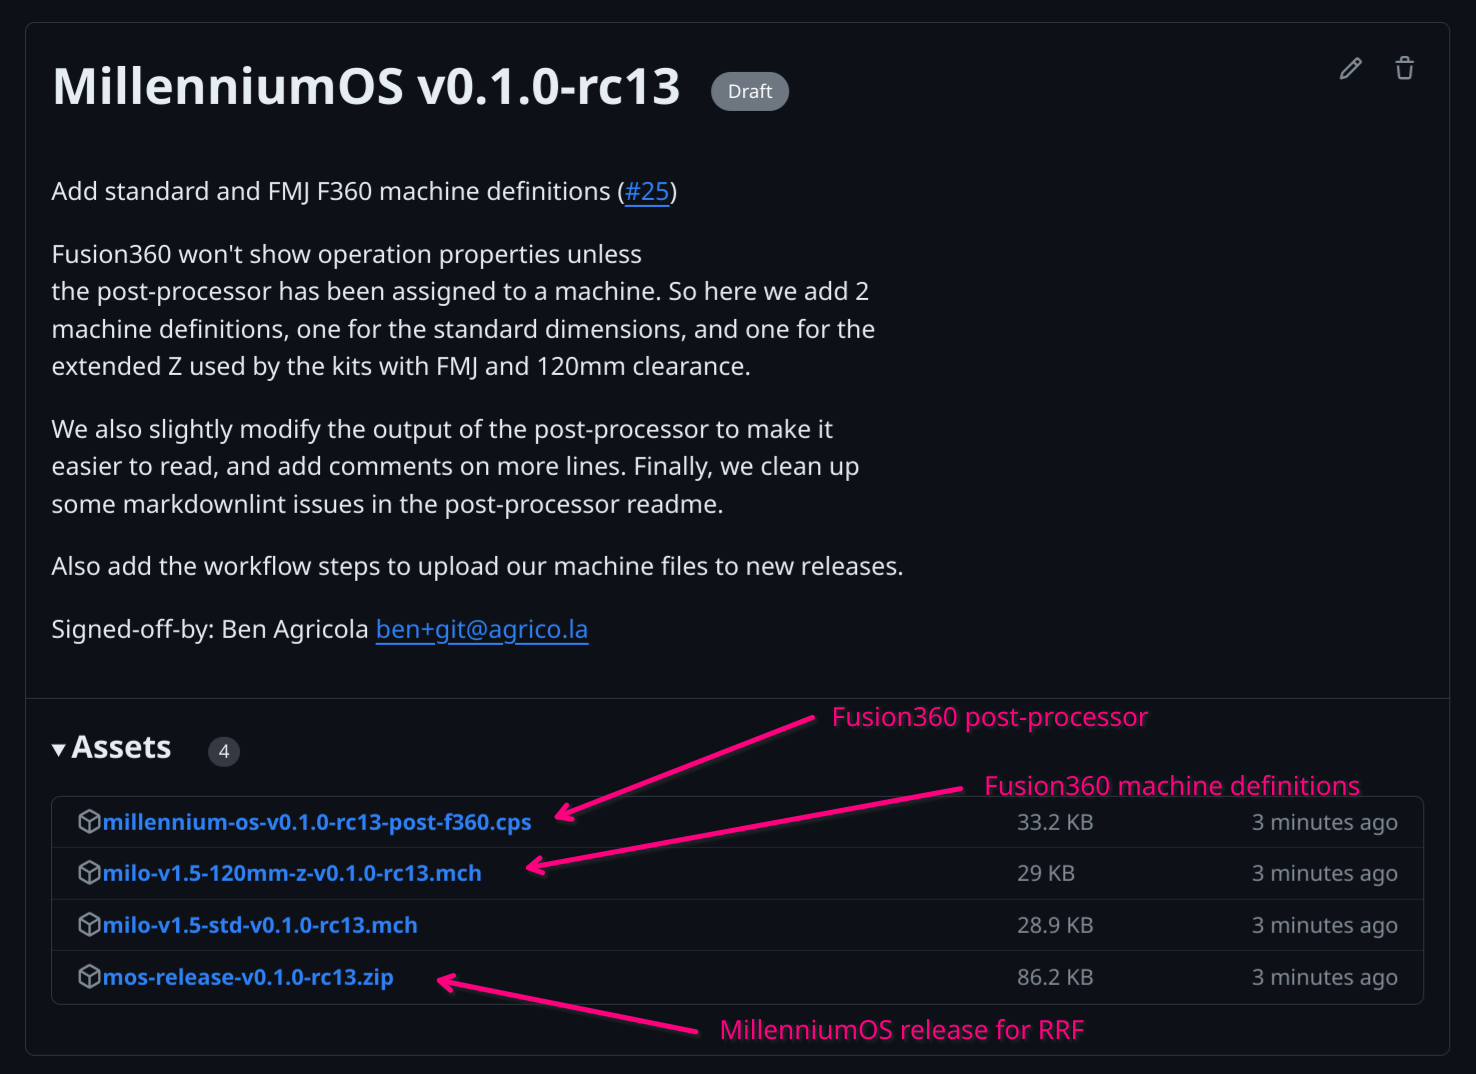 MillenniumOS v0.1.0-rc13 Draft
Add standard and FMJ F360 machine definitions (#25)
Fusion360 won't show operation properties unless
the post-processor has been assigned to a machine. So here we add 2
machine definitions, one for the standard dimensions, and one for the
extended Z used by the kits with FMJ and 120mm clearance.
We also slightly modify the output of the post-processor to make it
easier to read, and add comments on more lines. Finally, we clean up
some markdownlint issues in the post-processor readme.
Also add the workflow steps to upload our machine files to new releases.
Signed-off-by: Ben Agricola ben+git@agrico.la
Fusion360 post-processor
Assets 4
Fusion360 machine definitions
millennium-os-v0.1.0-rc13-post-f360.cps 33.2 KB 3 minutes ago
milo-v1.5-120mm-z-v0.1.0-rc13.mch 29 KB 3 minutes ago
milo-v1.5-std-v0.1.0-rc13.mch 28.9 KB 3 minutes ago
mos-release-v0.1.0-rc13.zip 86.2 KB 3 minutes ago
MillenniumOS release for RRF